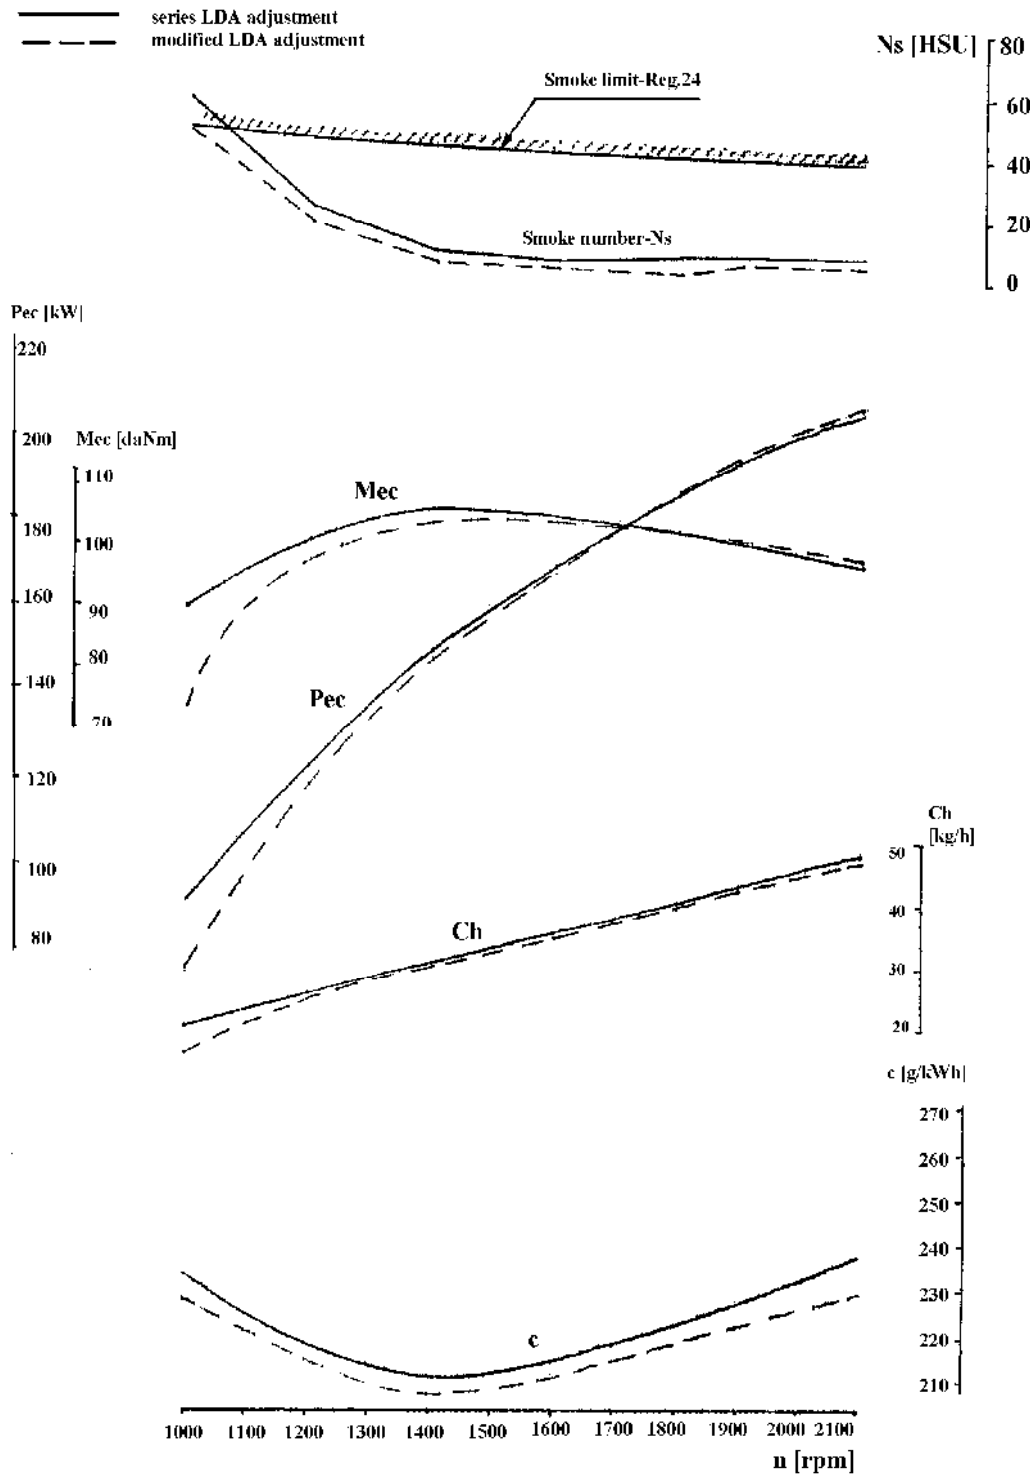 series LDA adjustment
modified LDA adjustment
Ns [HSU]
80
60
40
20
0
Smoke limit-Reg.24
Smoke number-Ns
Pec [kW]
220
200
180
160
140
120
100
80
Mec [daNm]
110
100
90
80
70
Mec
Pec
Ch
[kg/h]
50
40
30
20
Ch
c [g/kWh]
270
260
250
240
230
220
210
c
1000 1100 1200 1300 1400 1500 1600 1700 1800 1900 2000 2100
n [rpm]